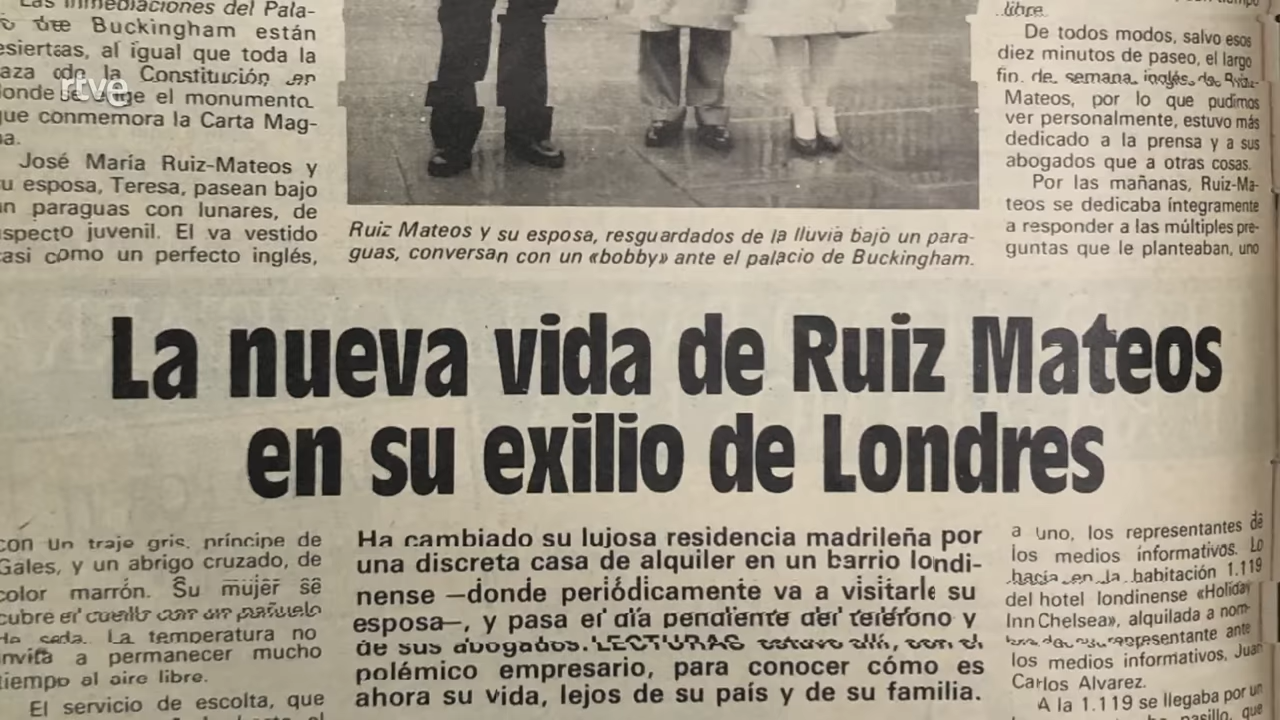 Las inmediaciones del Pala-
Buckingham están
al igual que toda la
Constitución, en
el monumento
que conmemora la Carta Mag-
na.
José María Ruiz-Mateos y
su esposa, Teresa, pasean bajo
un paraguas con lunares, de
aspecto juvenil. El va vestido
casi como un perfecto inglés,
rtve
Ruiz Mateos y su esposa, resguardados de la lluvia bajo un para-
guas, conversan con un «bobby» ante el palacio de Buckingham.
libre.
De todos modos, salvo esos
diez minutos de paseo, el largo
fin de semana inglés de Ruiz-
Mateos, por lo que pudimos
ver personalmente, estuvo más
dedicado a la prensa y a sus
abogados que a otras cosas.
Por las mañanas, Ruiz-Ma-
teos se dedicaba íntegramente
a responder a las múltiples pre-
guntas que le planteaban, uno
La nueva vida de Ruiz Mateos
en su exilio de Londres
con un traje gris, príncipe de
Gales, y un abrigo cruzado, de
color marrón. Su mujer se
cubre el cuello con un pañuelo
de seda. La temperatura no
invita a permanecer mucho
tiempo al aire libre.
El servicio de escolta, que
Ha cambiado su lujosa residencia madrileña por
una discreta casa de alquiler en un barrio londi-
nense —donde periódicamente va a visitarle su
esposa—, y pasa el día pendiente del teléfono y
de sus abogados. LECTURAS estuvo allí, con el
polémico empresario, para conocer cómo es
ahora su vida, lejos de su país y de su familia.
a uno, los representantes de
los medios informativos. Lo
hacía en la habitación 1.119
del hotel londinense «Holiday
Inn Chelsea», alquilada a nom-
representante ante
los medios informativos, Juan
Carlos Alvarez.
A la 1.119 se llegaba por un
pasillo, que